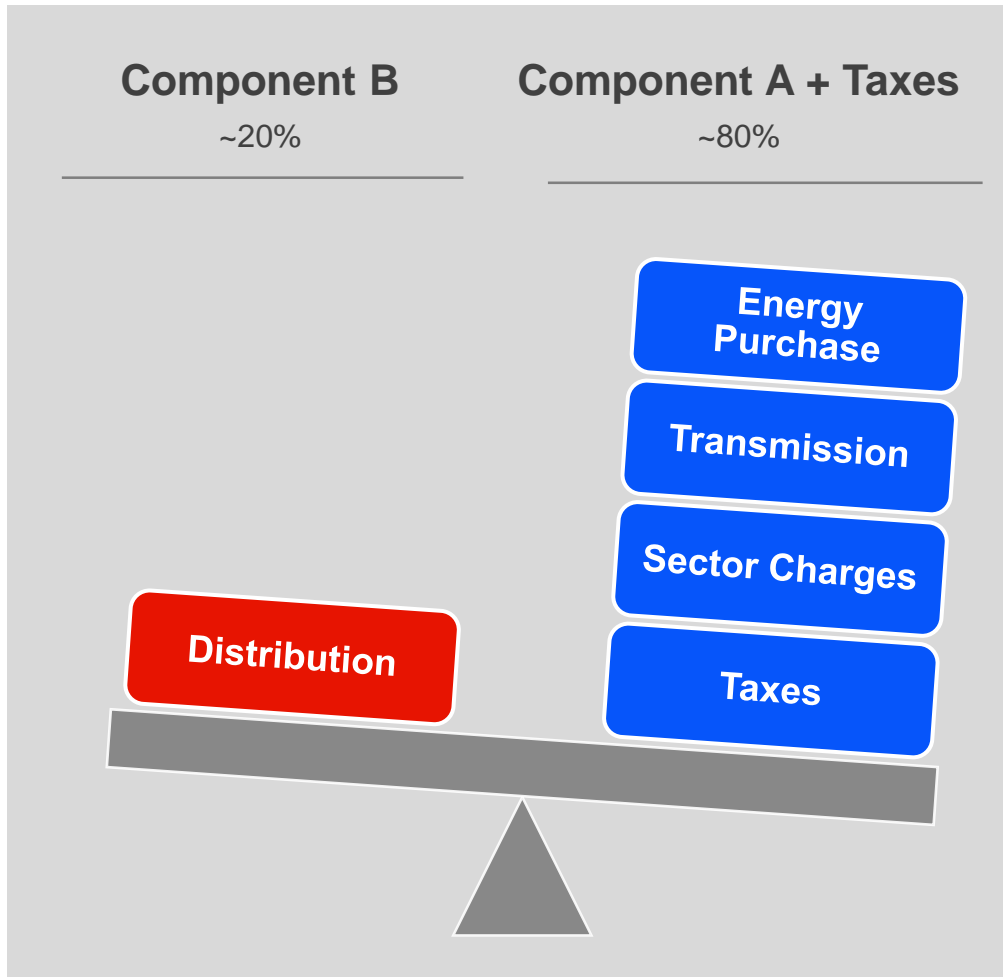 Component B
~20%
Component A + Taxes
~80%
Energy
Purchase
Transmission
Sector Charges
Taxes
Distribution